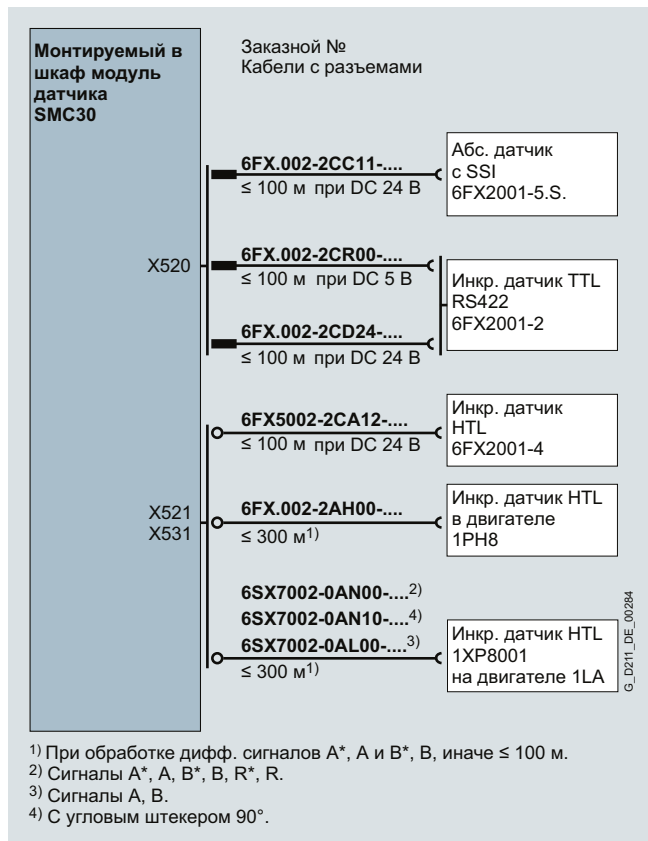 Монтируемый в
шкаф модуль
датчика
SMC30
Заказной №
Кабели с разъемами
6FX.002-2CC11-....
≤ 100 м при DC 24 В
Абс. датчик
с SSI
6FX2001-5.S.
X520
6FX.002-2CR00-....
≤ 100 м при DC 5 В
6FX.002-2CD24-....
≤ 100 м при DC 24 В
Инкр. датчик TTL
RS422
6FX2001-2
6FX5002-2CA12-....
≤ 100 м при DC 24 В
Инкр. датчик
HTL
6FX2001-4
X521
X531
6FX.002-2AH00-....
≤ 300 м1)
Инкр. датчик HTL
в двигателе
1PH8
6SX7002-0AN00-....2)
6SX7002-0AN10-....4)
6SX7002-0AL00-....3)
≤ 300 м1)
Инкр. датчик HTL
1XP8001
на двигателе 1LA
G_D211_DE_00284
1) При обработке дифф. сигналов A*, A и B*, B, иначе ≤ 100 м.
2) Сигналы A*, A, B*, B, R*, R.
3) Сигналы A, B.
4) С угловым штекером 90°.